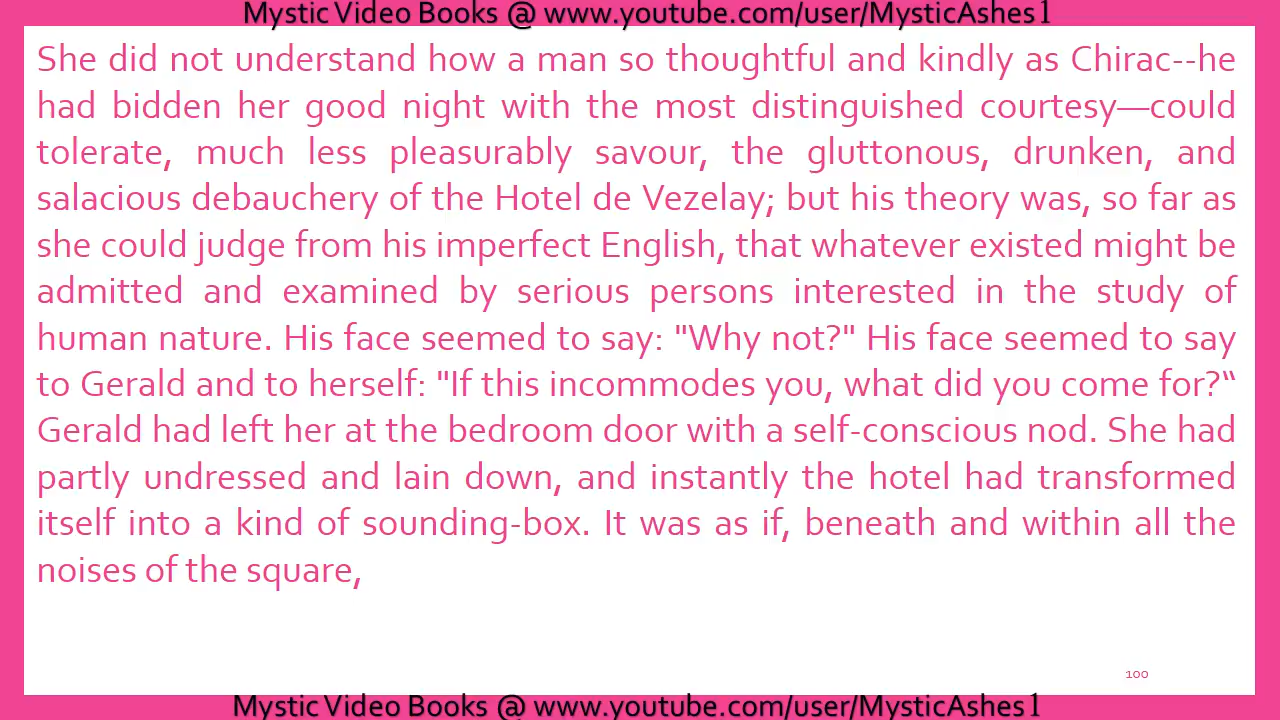 Mystic Video Books @ www.youtube.com/user/MysticAshes1
She did not understand how a man so thoughtful and kindly as Chirac--he
had bidden her good night with the most distinguished courtesy—could
tolerate, much less pleasurably savour, the gluttonous, drunken, and
salacious debauchery of the Hotel de Vezelay; but his theory was, so far as
she could judge from his imperfect English, that whatever existed might be
admitted and examined by serious persons interested in the study of
human nature. His face seemed to say: "Why not?" His face seemed to say
to Gerald and to herself: "If this incommodes you, what did you come for?“
Gerald had left her at the bedroom door with a self-conscious nod. She had
partly undressed and lain down, and instantly the hotel had transformed
itself into a kind of sounding-box. It was as if, beneath and within all the
noises of the square,
100
Mystic Video Books @ www.youtube.com/user/MysticAshes1